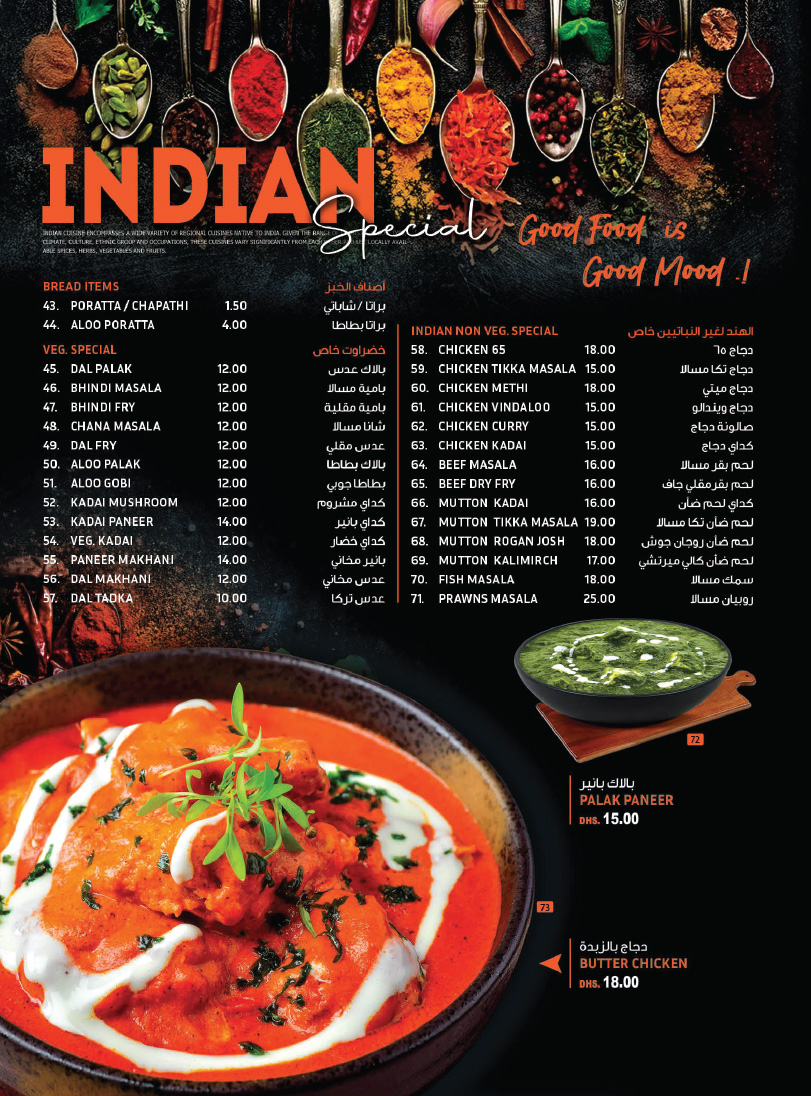 INDIAN
Special
INDIAN CUISINE ENCOMPASSES A WIDE VARIETY OF REGIONAL CUISINES NATIVE TO INDIA. GIVEN THE
CLIMATE, CULTURE, ETHNIC GROUP AND OCCUPATIONS, THESE CUISINES VARY SIGNIFICANTLY FROM EACH LOCALLY AVAIL-
ABLE SPICES, HERBS, VEGETABLES AND FRUITS.
Good Food is
Good Mood .!
BREAD ITEMS اصناف الخبز
43. PORATTA / CHAPATHI 1.50 براتا / شاباتي
44. ALOO PORATTA 4.00 براتا بطاطا
VEG. SPECIAL خضراوت خاص
45. DAL PALAK 12.00 بالاك عدس
46. BHINDI MASALA 12.00 بامية مسالا
47. BHINDI FRY 12.00 بامية مقلية
48. CHANA MASALA 12.00 شانا مسالا
49. DAL FRY 12.00 عدس مقلي
50. ALOO PALAK 12.00 بالاك بطاطا
51. ALOO GOBI 12.00 بطاطا جوبي
52. KADAI MUSHROOM 12.00 كداي مشروم
53. KADAI PANEER 14.00 كداي بانير
54. VEG. KADAI 12.00 كداي خضار
55. PANEER MAKHANI 14.00 بانير مخاني
56. DAL MAKHANI 12.00 عدس مخاني
57. DAL TADKA 10.00 عدس تركا
INDIAN NON VEG. SPECIAL الهند لغير النباتيين خاص
58. CHICKEN 65 18.00 دجاج ٦٥
59. CHICKEN TIKKA MASALA 15.00 دجاج تكا مسالا
60. CHICKEN METHI 18.00 دجاج ميتي
61. CHICKEN VINDALOO 15.00 دجاج ويندالو
62. CHICKEN CURRY 15.00 صالونة دجاج
63. CHICKEN KADAI 15.00 كداي دجاج
64. BEEF MASALA 16.00 لحم بقر مسالا
65. BEEF DRY FRY 16.00 لحم بقر مقلي جاف
66. MUTTON KADAI 16.00 كداي لحم ضأن
67. MUTTON TIKKA MASALA 19.00 لحم ضأن تكا مسالا
68. MUTTON ROGAN JOSH 18.00 لحم ضأن روجان جوش
69. MUTTON KALIMIRCH 17.00 لحم ضأن كالي ميرتشي
70. FISH MASALA 18.00 سمك مسالا
71. PRAWNS MASALA 25.00 روبيان مسالا
72
بالاك بانير
PALAK PANEER
DHS. 15.00
73
دجاج بالزبدة
BUTTER CHICKEN
DHS. 18.00